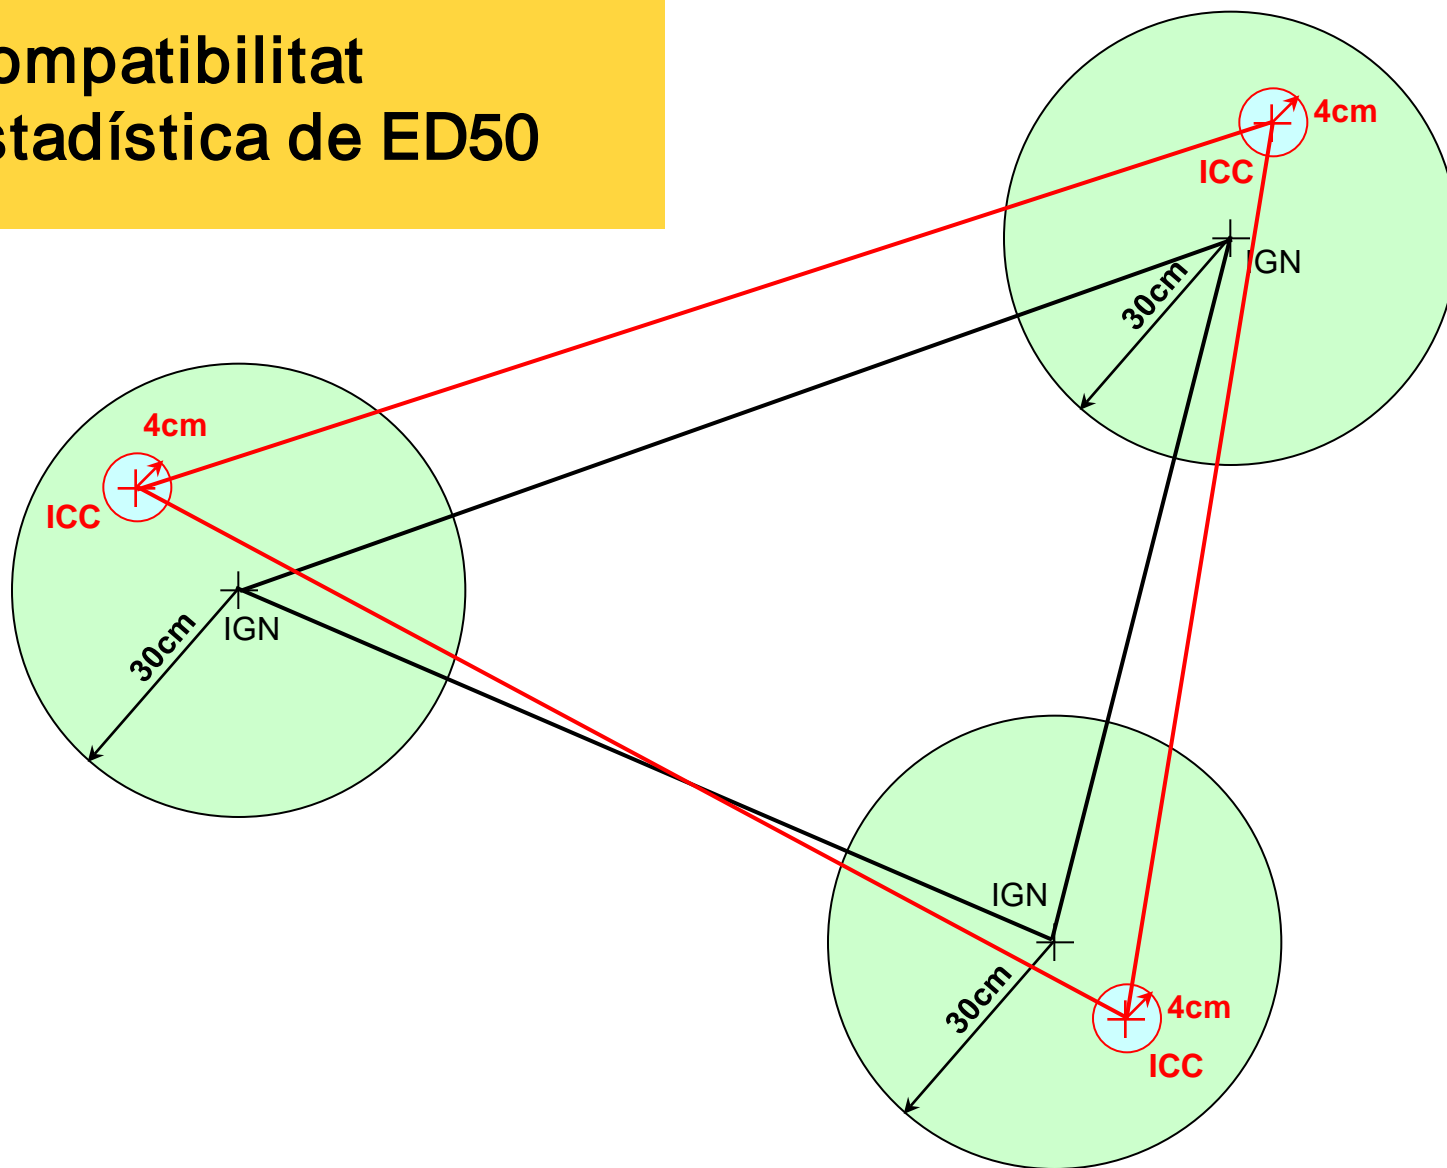 ompatibilitat
stadística de ED50
4cm
ICC
IGN
30cm
4cm
ICC
IGN
30cm
IGN
30cm
4cm
ICC